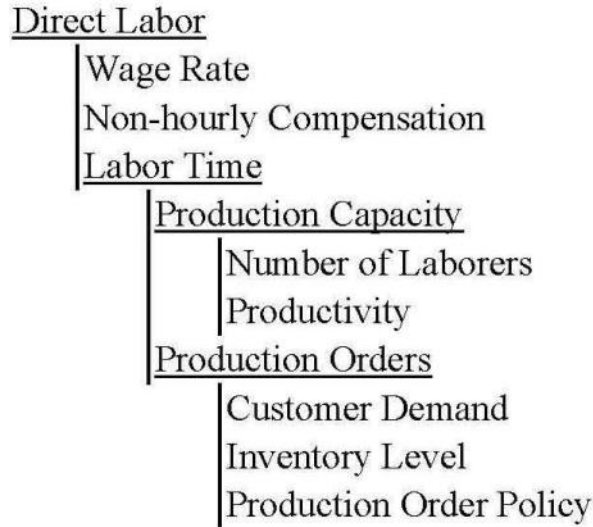 Direct Labor
Wage Rate
Non-hourly Compensation
Labor Time
Production Capacity
Number of Laborers
Productivity
Production Orders
Customer Demand
Inventory Level
Production Order Policy